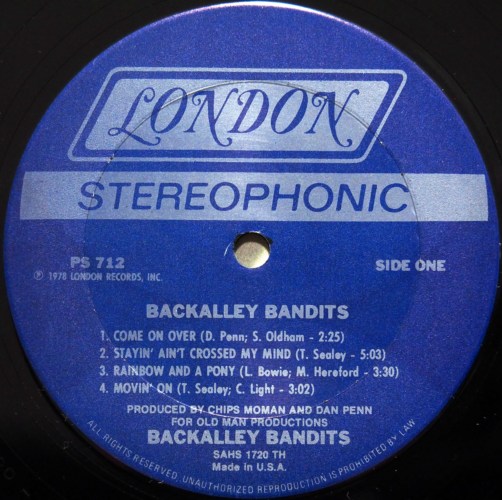 LONDON
STEREOPHONIC
PS 712
SIDE ONE
℗ 1978 LONDON RECORDS, INC.
BACKALLEY BANDITS
1. COME ON OVER (D. Penn; S. Oldham - 2:25)
2. STAYIN' AIN'T CROSSED MY MIND (T. Sealey - 5:03)
3. RAINBOW AND A PONY (L. Bowie; M. Hereford - 3:30)
4. MOVIN' ON (T. Sealey; C. Light - 3:02)
PRODUCED BY CHIPS MOMAN AND DAN PENN
FOR OLD MAN PRODUCTIONS
BACKALLEY BANDITS
SAHS 1720 TH
Made in U.S.A.
ALL RIGHTS RESERVED. UNAUTHORIZED REPRODUCTION IS PROHIBITED BY LAW